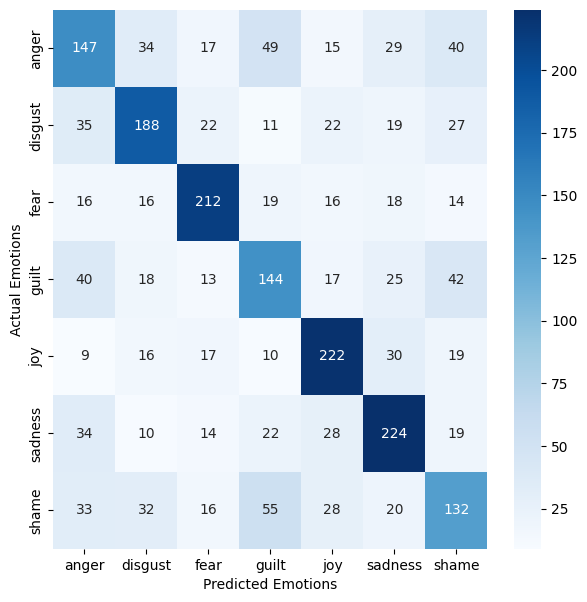 Actual Emotions
anger 147 34 17 49 15 29 40
disgust 35 188 22 11 22 19 27
fear 16 16 212 19 16 18 14
guilt 40 18 13 144 17 25 42
joy 9 16 17 10 222 30 19
sadness 34 10 14 22 28 224 19
shame 33 32 16 55 28 20 132
anger disgust fear guilt joy sadness shame
Predicted Emotions
200
175
150
125
100
75
50
25